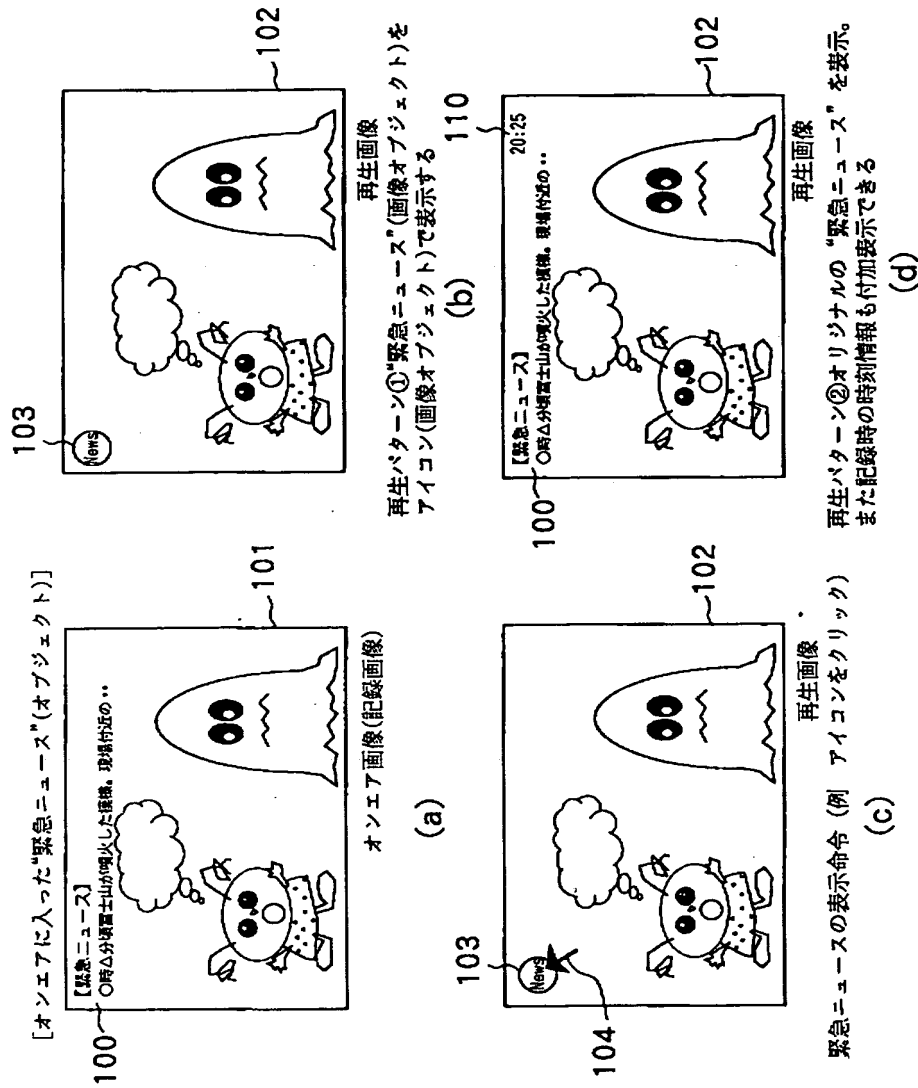 [オンエアに入った“緊急ニュース”(オブジェクト)]
100
【緊急ニュース】
〇時△分頃富士山が噴火した模様。現場付近の‥
101
オンエア画像(記録画像)
(a)
103
News
102
再生画像
再生パターン①“緊急ニュース”(画像オブジェクト)を
アイコン(画像オブジェクト)で表示する
(b)
103
News
104
102
再生画像
緊急ニュースの表示命令(例 アイコンをクリック)
(c)
100
【緊急ニュース】
〇時△分頃富士山が噴火した模様。現場付近の‥
20:25
110
102
再生画像
再生パターン②オリジナルの“緊急ニュース”を表示。
また記録時の時刻情報も付加表示できる
(d)